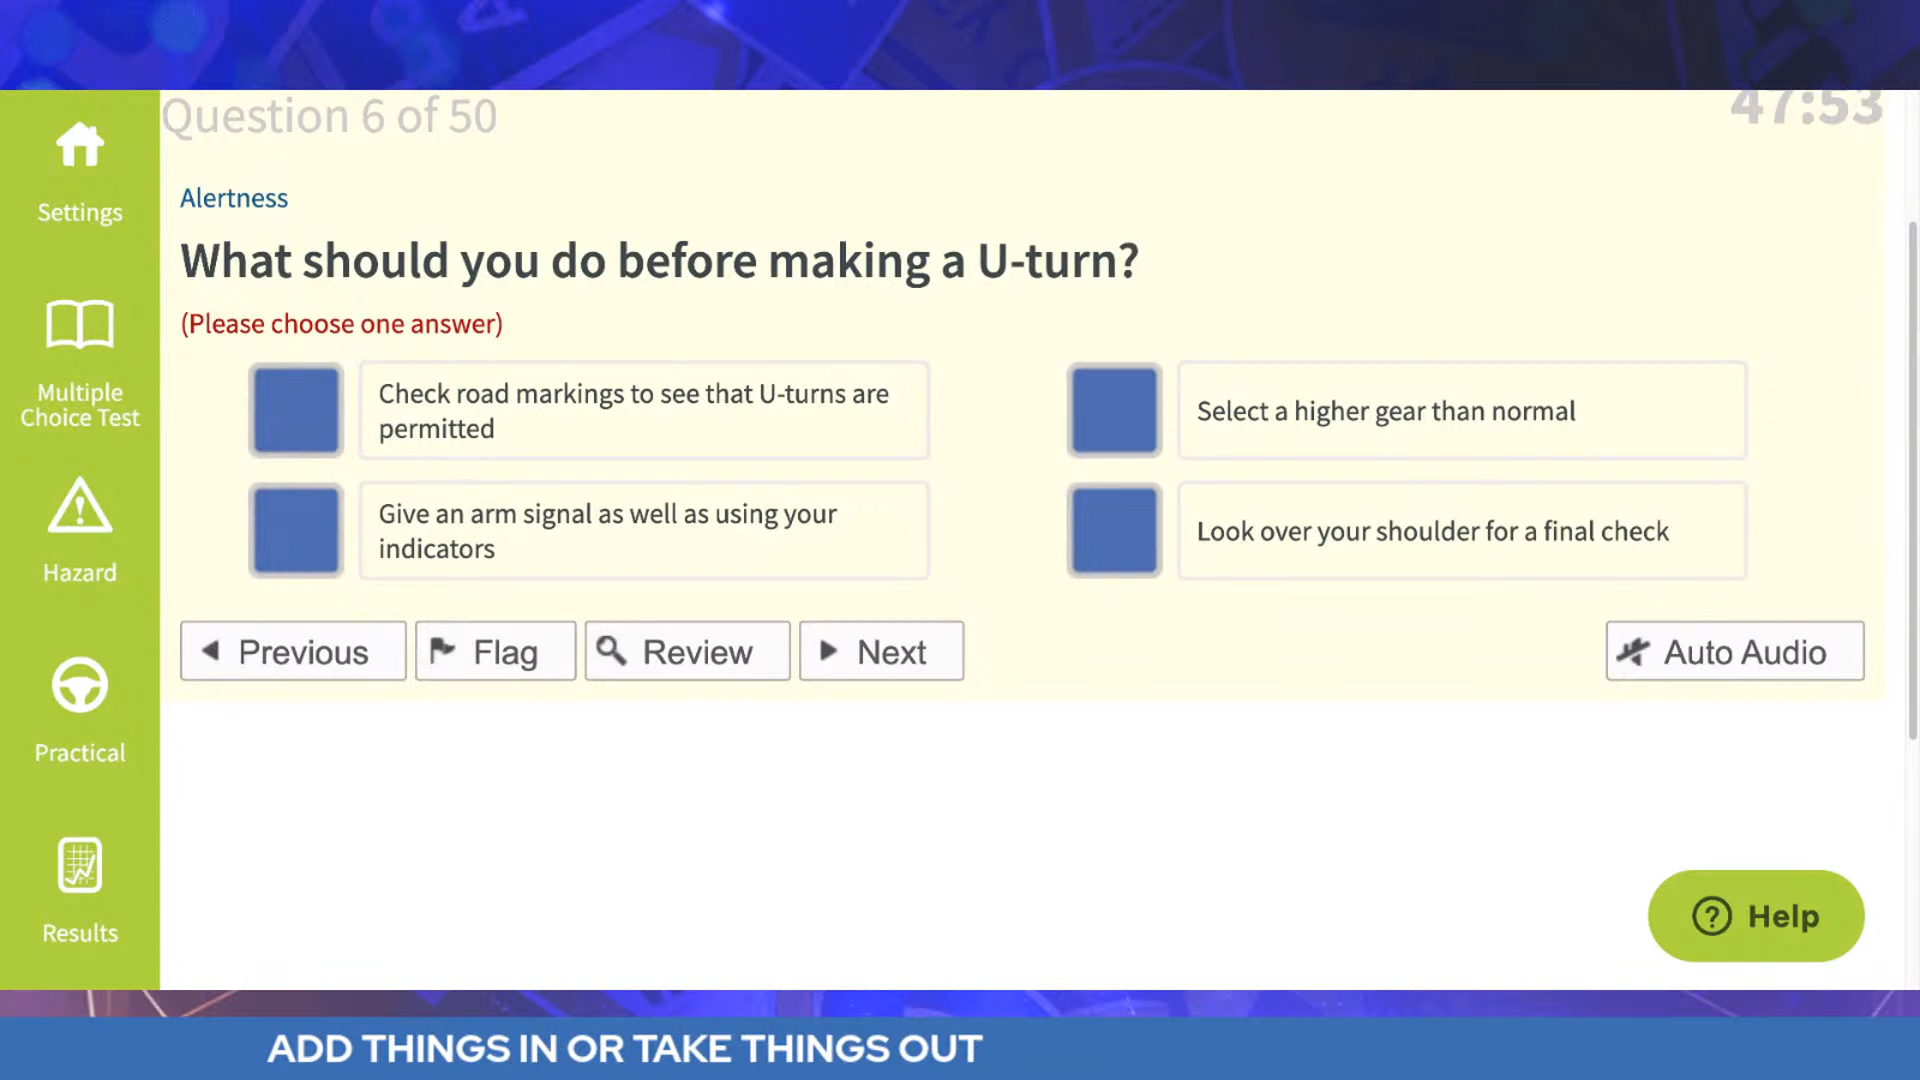 Question 6 of 50
47:53
Settings
Alertness
What should you do before making a U-turn?
(Please choose one answer)
Multiple
Choice Test
Check road markings to see that U-turns are
permitted
Select a higher gear than normal
Give an arm signal as well as using your
indicators
Look over your shoulder for a final check
Hazard
Previous
Flag
Review
Next
Auto Audio
Practical
Results
Help
ADD THINGS IN OR TAKE THINGS OUT